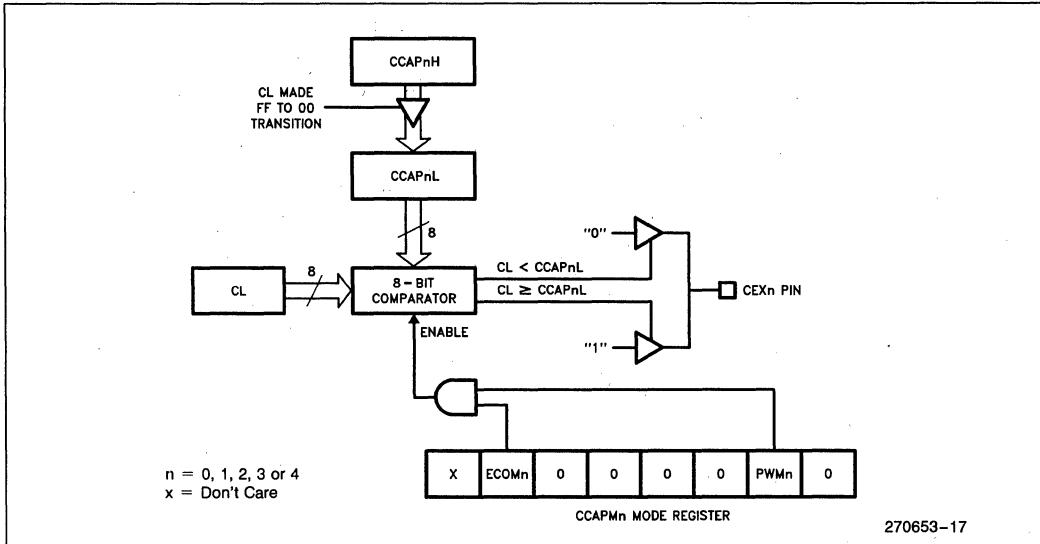 CCAPnH
CL MADE
FF TO 00
TRANSITION
CCAPnL
8
"0"
CL < CCAPnL
8
CL
8-BIT
COMPARATOR
CL ≥ CCAPnL
CEXn PIN
ENABLE
"1"
X ECOMn 0 0 0 0 PWMn 0
n = 0, 1, 2, 3 or 4
x = Don't Care
CCAPMn MODE REGISTER
270653-17